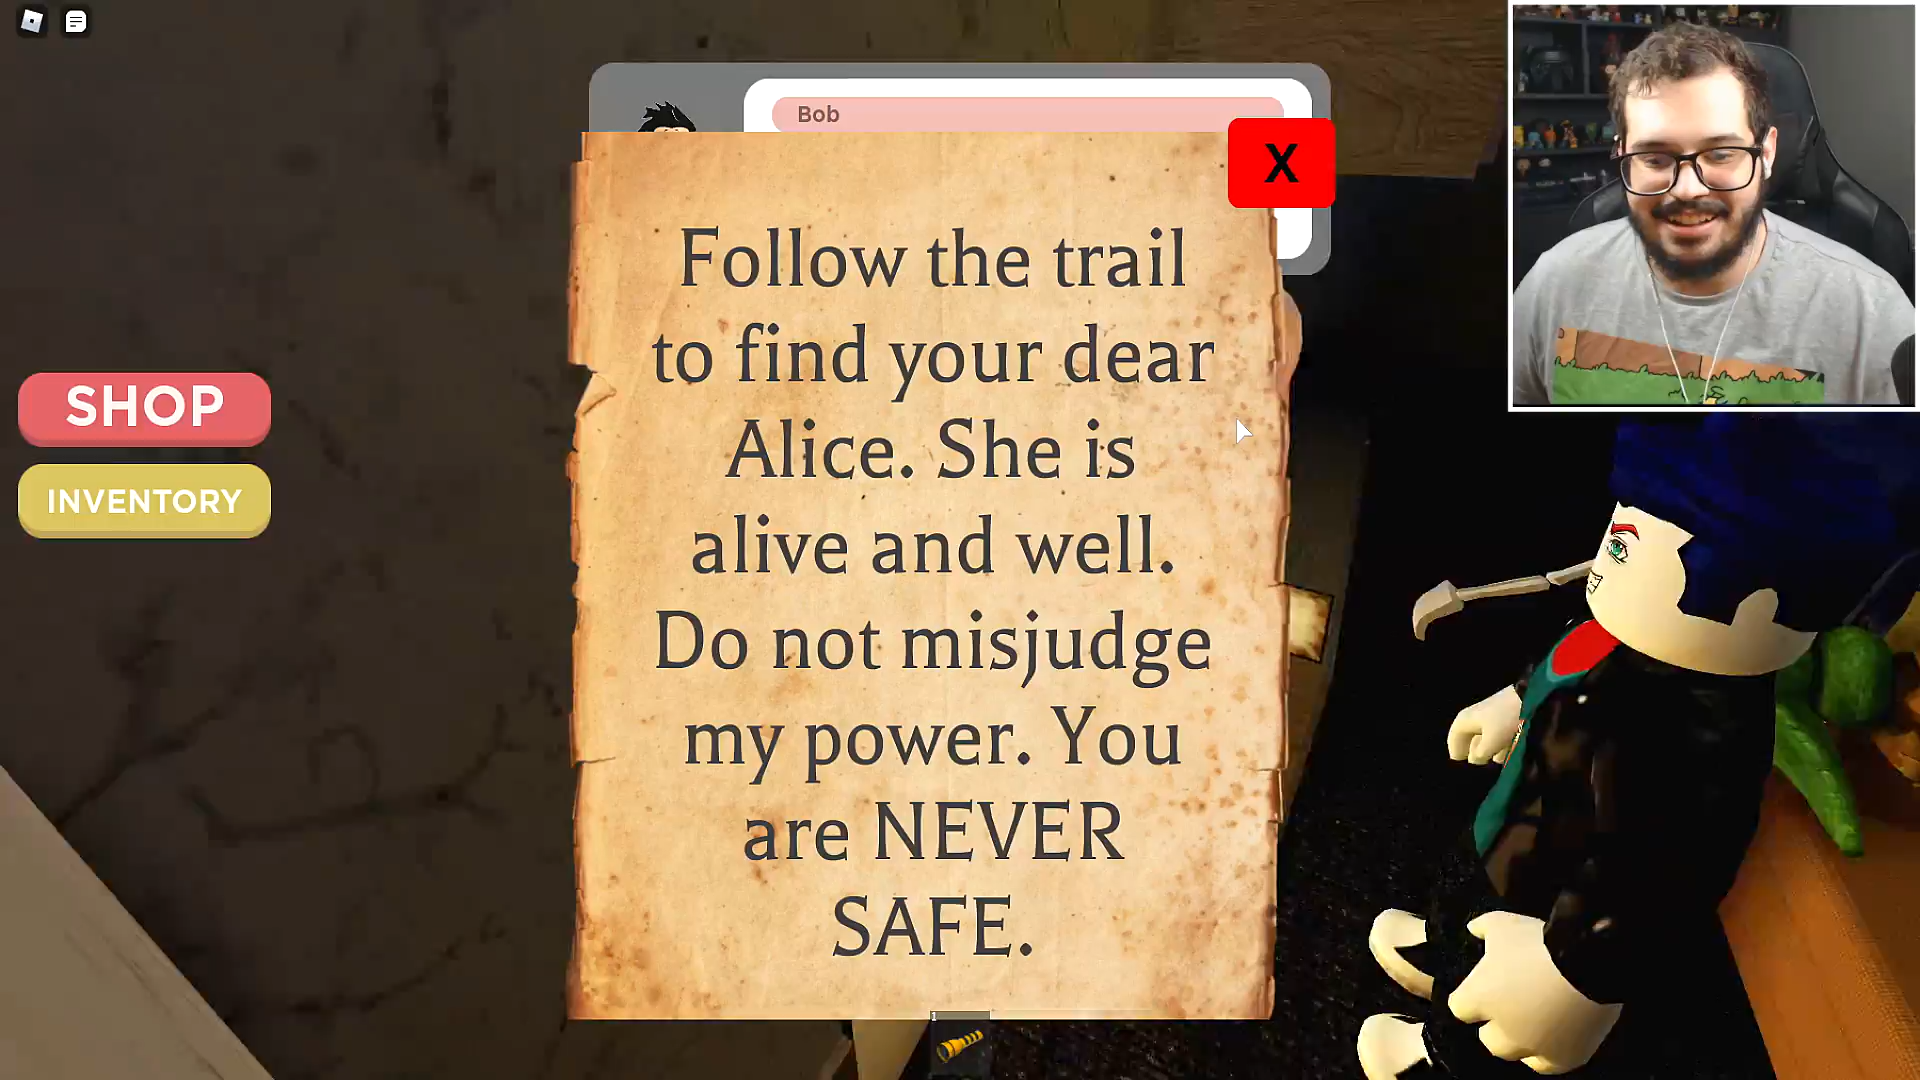 Bob
X
Follow the trail
to find your dear
Alice. She is
alive and well.
Do not misjudge
my power. You
are NEVER
SAFE.
SHOP
INVENTORY
1